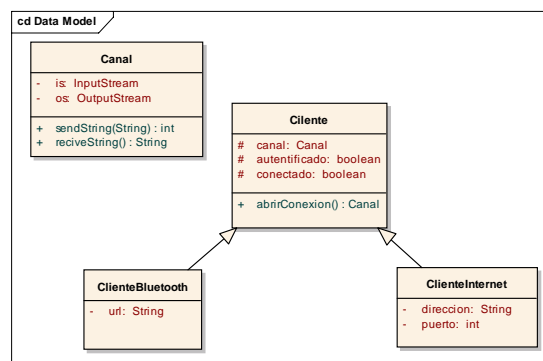 cd Data Model
Canal
- is: InputStream
- os: OutputStream
+ sendString(String) : int
+ reciveString() : String
Cilente
# canal: Canal
# autentificado: boolean
# conectado: boolean
+ abrirConexion() : Canal
ClienteBluetooth
- url: String
ClienteInternet
- direccion: String
- puerto: int